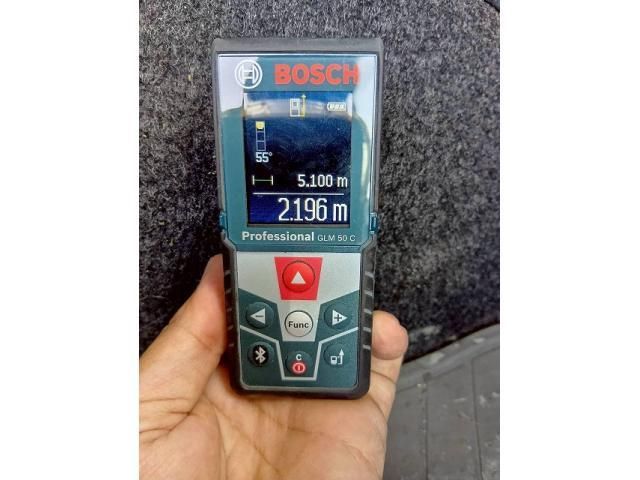 BOSCH
55°
5.100 m
2.196 m
Professional GLM 50 C
Func
C